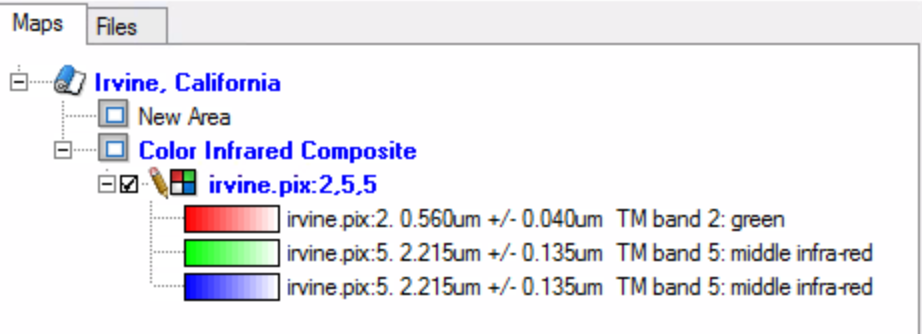 Maps Files
Irvine, California
New Area
Color Infrared Composite
irvine.pix:2,5,5
irvine.pix:2. 0.560um +/- 0.040um TM band 2: green
irvine.pix:5. 2.215um +/- 0.135um TM band 5: middle infra-red
irvine.pix:5. 2.215um +/- 0.135um TM band 5: middle infra-red